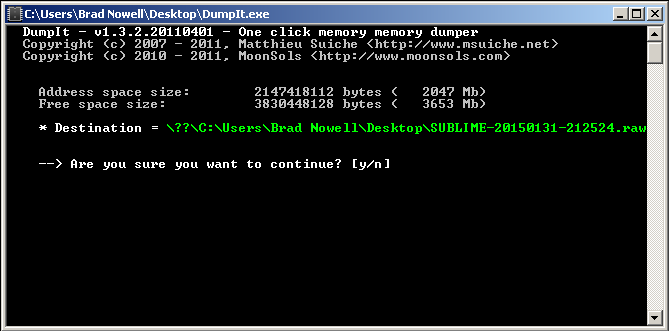 C:\Users\Brad Nowell\Desktop\DumpIt.exe
DumpIt - v1.3.2.20110401 - One click memory memory dumper
Copyright (c) 2007 - 2011, Matthieu Suiche <http://www.msuiche.net>
Copyright (c) 2010 - 2011, MoonSols <http://www.moonsols.com>
Address space size:        2147418112 bytes (   2047 Mb)
Free space size:           3830448128 bytes (   3653 Mb)
* Destination = \??\C:\Users\Brad Nowell\Desktop\SUBLIME-20150131-212524.raw
--> Are you sure you want to continue? [y/n]